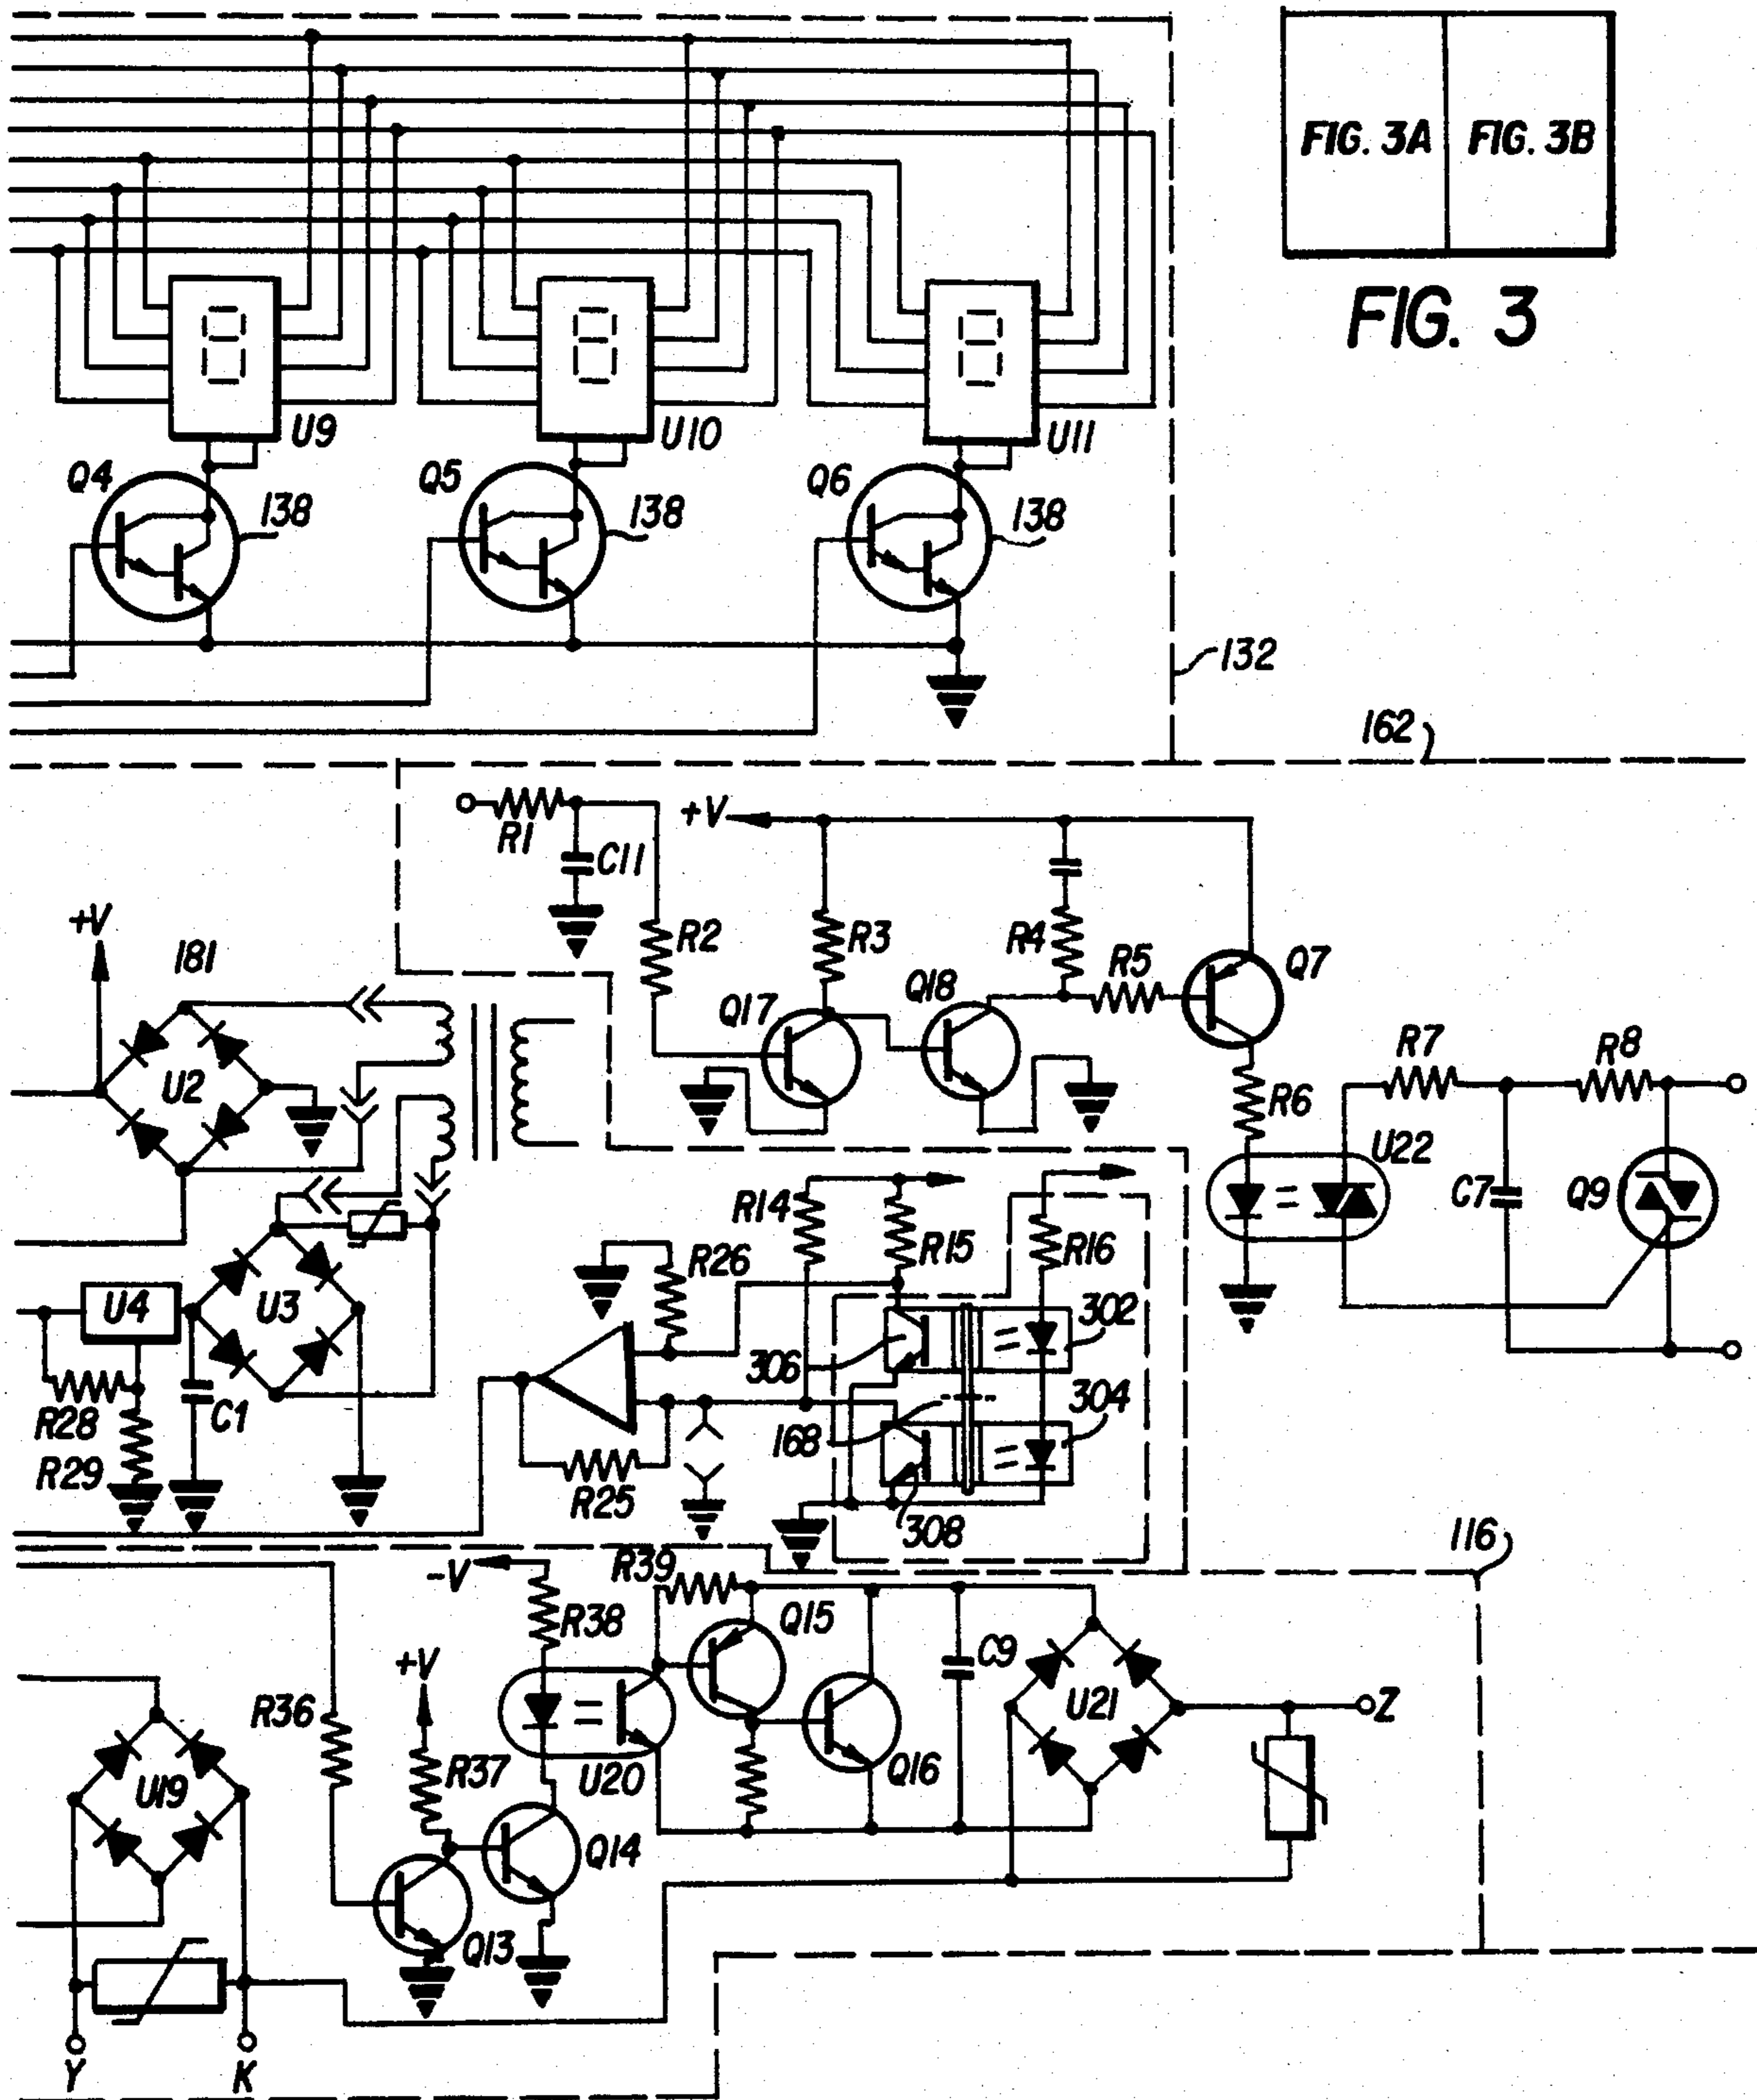 FIG. 3A FIG. 3B
FIG. 3
U9 U10 U11
Q4 138 Q5 138 Q6 138
132
162
R1 C11 +V
+V 181 R2 R3 R4 R5 Q7
Q17 Q18
U2 R7 R8
R6
U22
R14 R15 R16 C7 Q9
R26
U4 U3 302
306
304
R28 C1 168
R29 R25
308 116
-V R39
R38 Q15
+V C9
R36 U21 Z
R37 U20 Q16
U19
Q14
Q13
Y K